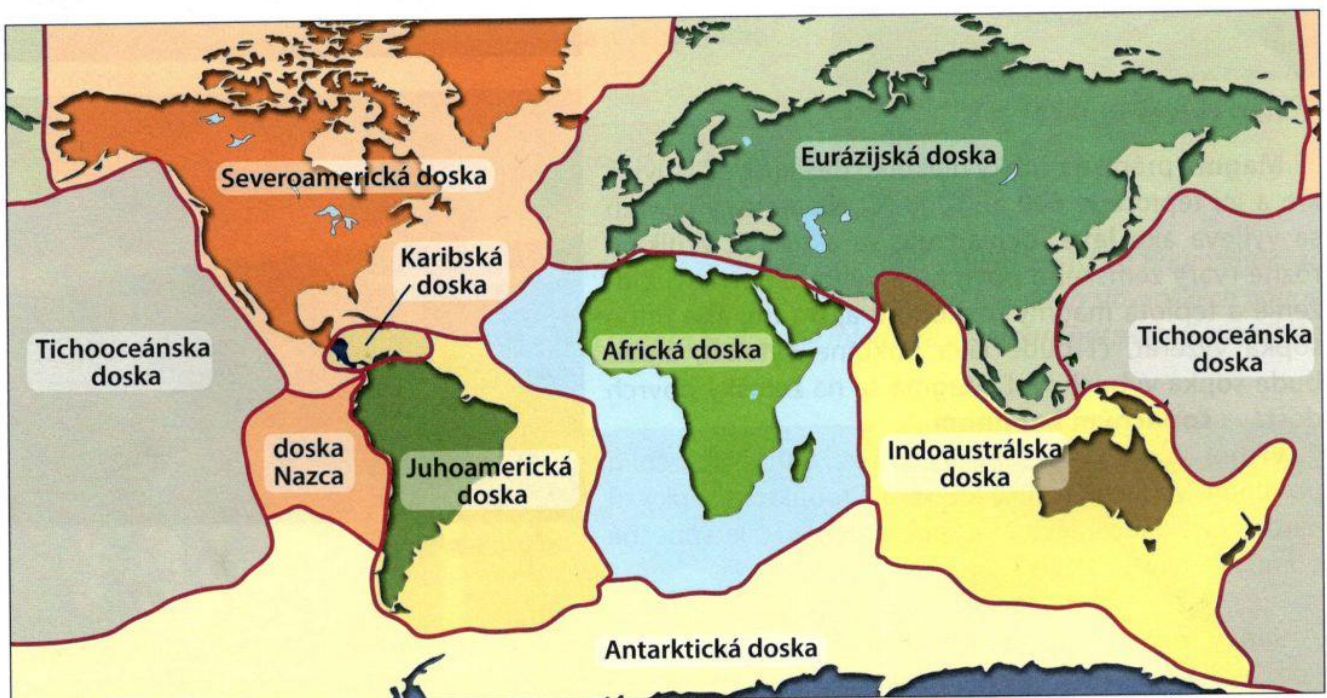 Severoamerická doska
Eurázijská doska
Karibská
doska
Tichooceánska
doska
Africká doska
Tichooceánska
doska
doska
Nazca
Juhoamerická
doska
Indoaustrálska
doska
Antarktická doska